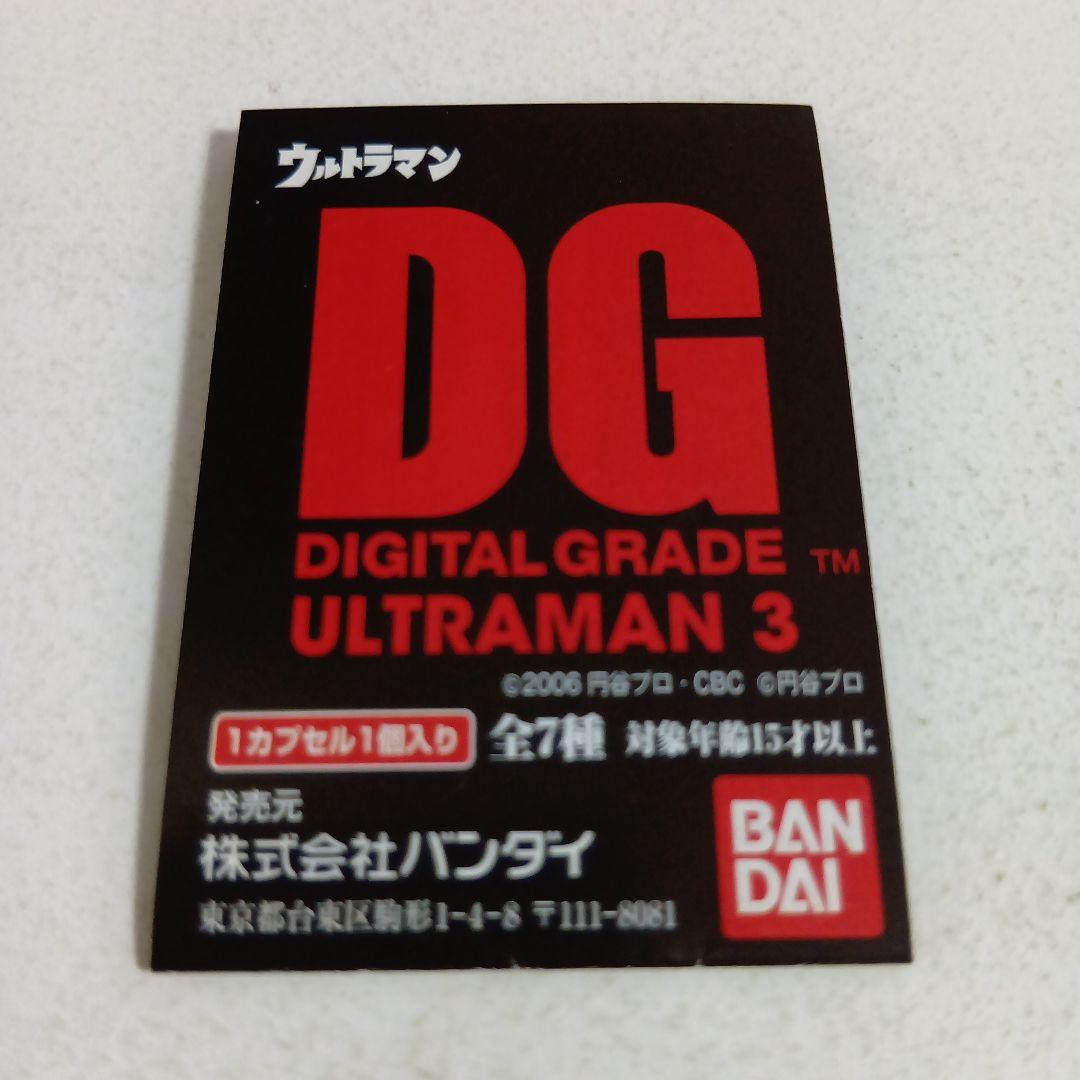 ウルトラマン
DG
DIGITAL GRADE TM
ULTRAMAN 3
©2006 円谷プロ・CBC ©円谷プロ
1カプセル1個入り 全7種 対象年齢15才以上
発売元
株式会社バンダイ
東京都台東区駒形1-4-8 〒111-8081
BAN
DAI